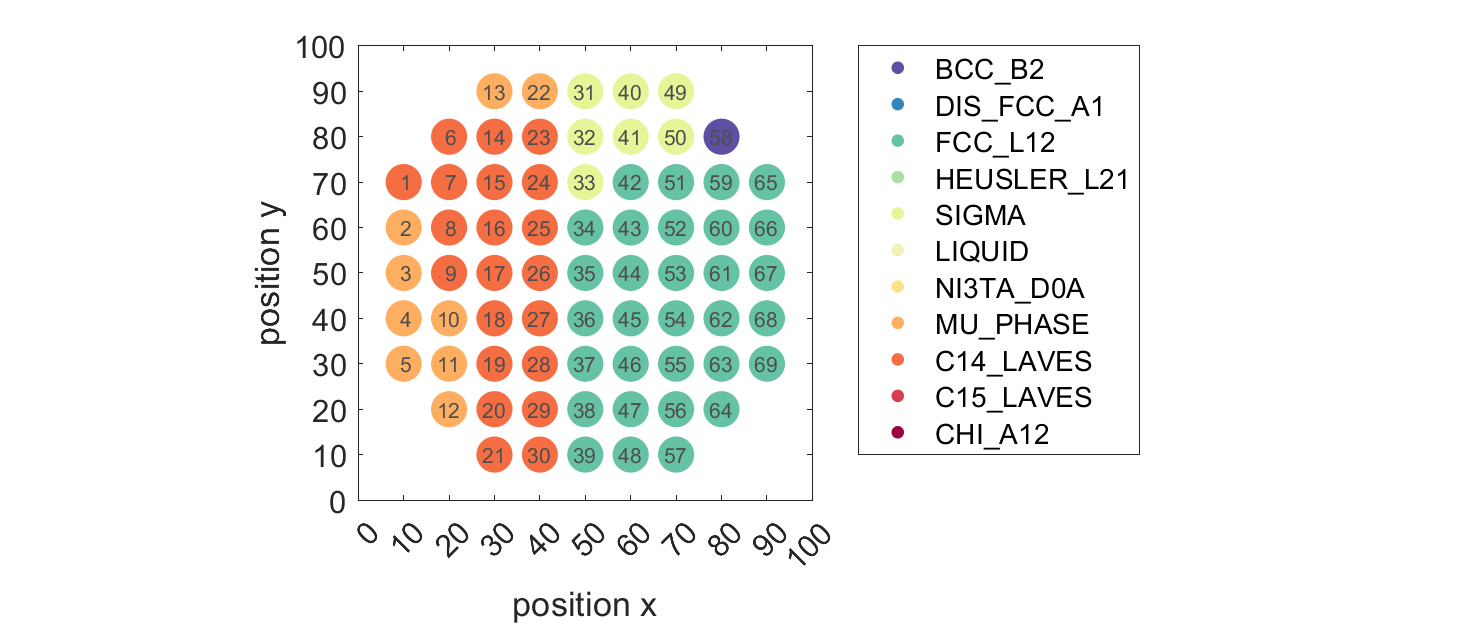 100
90 13 22 31 40 49
80 6 14 23 32 41 50 58
70 1 7 15 24 33 42 51 59 65
60 2 8 16 25 34 43 52 60 66
50 3 9 17 26 35 44 53 61 67
40 4 10 18 27 36 45 54 62 68
30 5 11 19 28 37 46 55 63 69
20 12 20 29 38 47 56 64
10 21 30 39 48 57
0
0 10 20 30 40 50 60 70 80 90 100
position x
position y
BCC_B2
DIS_FCC_A1
FCC_L12
HEUSLER_L21
SIGMA
LIQUID
NI3TA_D0A
MU_PHASE
C14_LAVES
C15_LAVES
CHI_A12